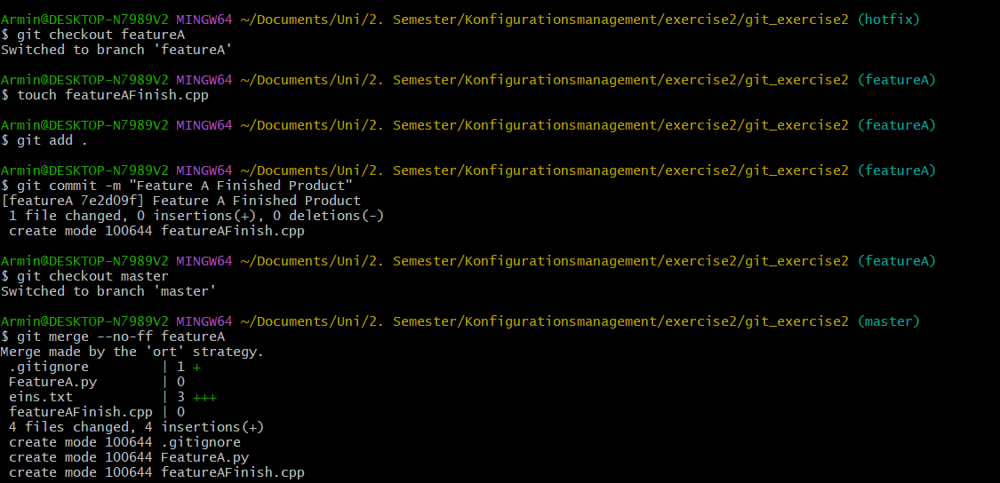 Armin@DESKTOP-N7989V2 MINGW64 ~/Documents/Uni/2. Semester/Konfigurationsmanagement/exercise2/git_exercise2 (hotfix)
$ git checkout featureA
Switched to branch 'featureA'
Armin@DESKTOP-N7989V2 MINGW64 ~/Documents/Uni/2. Semester/Konfigurationsmanagement/exercise2/git_exercise2 (featureA)
$ touch featureAFinish.cpp
Armin@DESKTOP-N7989V2 MINGW64 ~/Documents/Uni/2. Semester/Konfigurationsmanagement/exercise2/git_exercise2 (featureA)
$ git add .
Armin@DESKTOP-N7989V2 MINGW64 ~/Documents/Uni/2. Semester/Konfigurationsmanagement/exercise2/git_exercise2 (featureA)
$ git commit -m "Feature A Finished Product"
[featureA 7e2d09f] Feature A Finished Product
 1 file changed, 0 insertions(+), 0 deletions(-)
 create mode 100644 featureAFinish.cpp
Armin@DESKTOP-N7989V2 MINGW64 ~/Documents/Uni/2. Semester/Konfigurationsmanagement/exercise2/git_exercise2 (featureA)
$ git checkout master
Switched to branch 'master'
Armin@DESKTOP-N7989V2 MINGW64 ~/Documents/Uni/2. Semester/Konfigurationsmanagement/exercise2/git_exercise2 (master)
$ git merge --no-ff featureA
Merge made by the 'ort' strategy.
 .gitignore         | 1 +
 FeatureA.py        | 0
 eins.txt           | 3 +++
 featureAFinish.cpp | 0
 4 files changed, 4 insertions(+)
 create mode 100644 .gitignore
 create mode 100644 FeatureA.py
 create mode 100644 featureAFinish.cpp